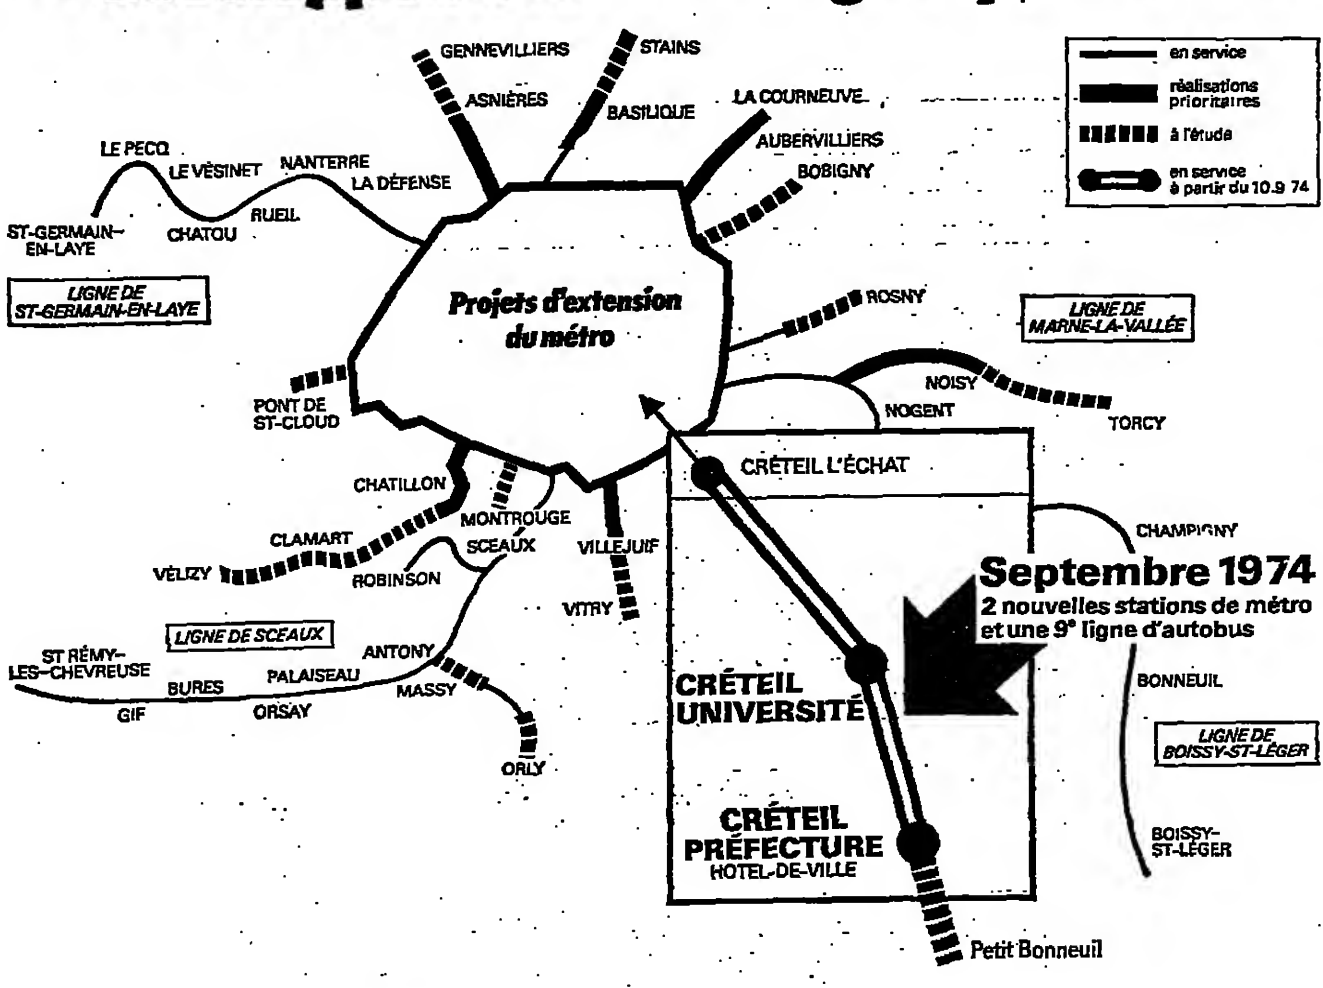 GENNEVILLIERS
STAINS
ASNIÈRES
BASILIQUE
LA COURNEUVE
AUBERVILLIERS
BOBIGNY
en service
réalisations
prioritaires
à l'étude
en service
à partir du 10.9 74
LE PECQ
LE VÈSINET
NANTERRE
LA DÉFENSE
RUEIL
CHATOU
ST-GERMAIN-
EN-LAYE
LIGNE DE
ST-GERMAIN-EN-LAYE
Projets d'extension
du métro
ROSNY
LIGNE DE
MARNE-LA-VALLÉE
NOISY
NOGENT
TORCY
PONT DE
ST-CLOUD
CRÉTEIL L'ÉCHAT
CHATILLON
MONTROUGE
CLAMART
SCEAUX
VILLEJUIF
VÉLIZY
ROBINSON
VITRY
CHAMPIGNY
Septembre 1974
2 nouvelles stations de métro
et une 9e ligne d'autobus
LIGNE DE SCEAUX
ST RÉMY-
LES-CHEVREUSE
ANTONY
PALAISEAU
BURES
MASSY
GIF
ORSAY
ORLY
CRÉTEIL
UNIVERSITÉ
BONNEUIL
LIGNE DE
BOISSY-ST-LÉGER
CRÉTEIL
PRÉFECTURE
HOTEL-DE-VILLE
BOISSY-
ST-LÉGER
Petit Bonneuil